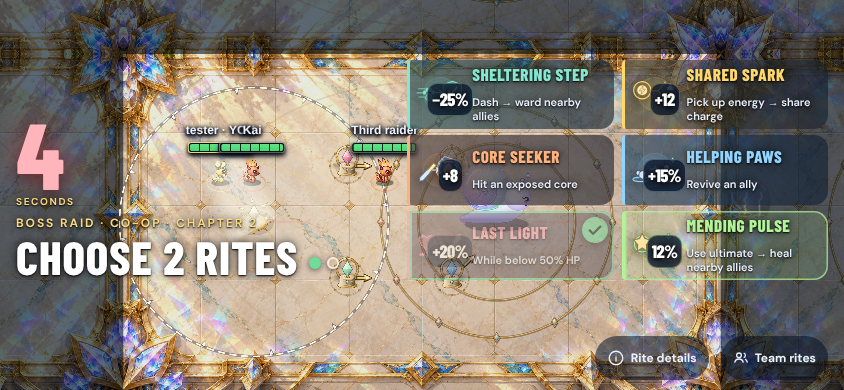 tester · Y
Kai
Third raider
4
SECONDS
BOSS RAID · CO-OP · CHAPTER 2
CHOOSE 2 RITES
SHELTERING STEP
-25%
Dash → ward nearby
allies
SHARED SPARK
+12
Pick up energy → share
charge
CORE SEEKER
+8
Hit an exposed core
HELPING PAWS
+15%
Revive an ally
LAST LIGHT
+20%
While below 50% HP
MENDING PULSE
12%
Use ultimate → heal
nearby allies
Rite details
Team rites